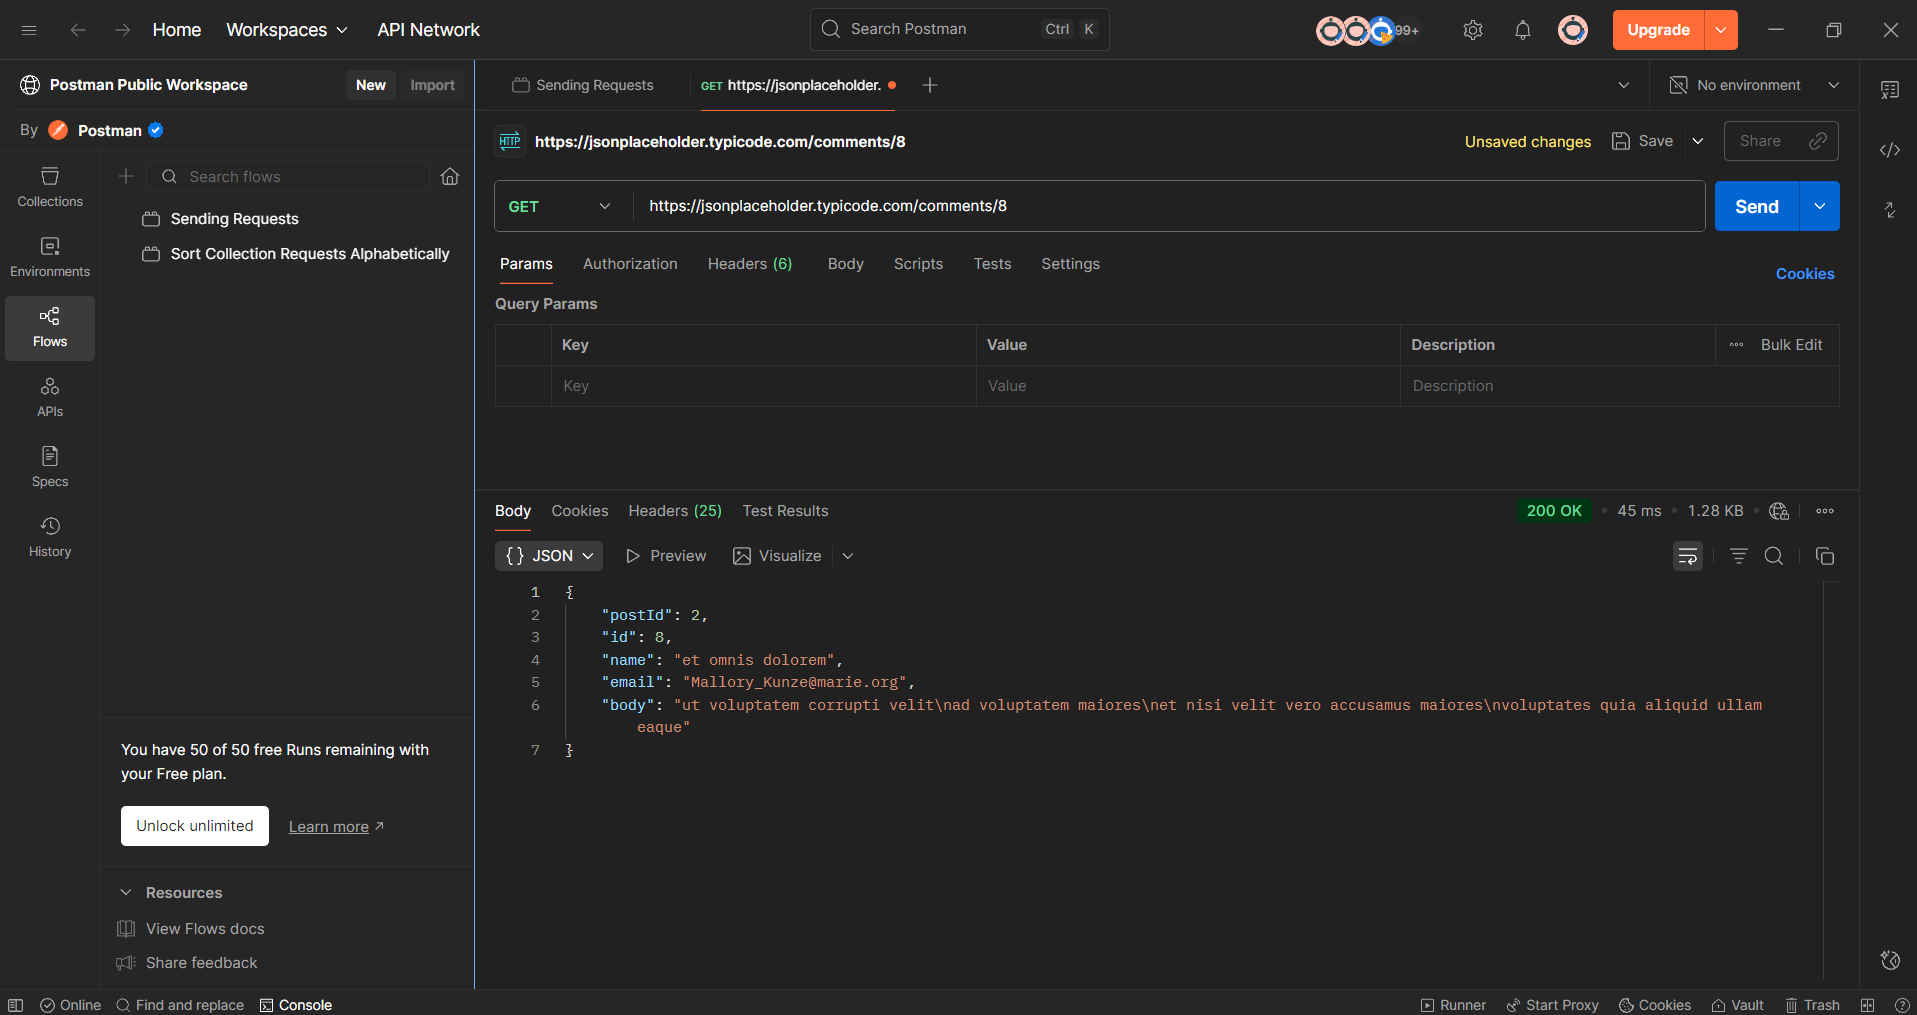 Home Workspaces API Network Search Postman Ctrl K 99+ Upgrade
Postman Public Workspace New Import
By Postman
Collections
Environments
Flows
APIs
Specs
History
Search flows
Sending Requests
Sort Collection Requests Alphabetically
You have 50 of 50 free Runs remaining with
your Free plan.
Unlock unlimited Learn more
Resources
View Flows docs
Share feedback
Sending Requests GET https://jsonplaceholder. No environment
HTTP https://jsonplaceholder.typicode.com/comments/8 Unsaved changes Save Share
GET https://jsonplaceholder.typicode.com/comments/8 Send
Params Authorization Headers (6) Body Scripts Tests Settings Cookies
Query Params
Key Value Description Bulk Edit
Key Value Description
Body Cookies Headers (25) Test Results 200 OK 45 ms 1.28 KB
{} JSON Preview Visualize
1 {
2 "postId": 2,
3 "id": 8,
4 "name": "et omnis dolorem",
5 "email": "Mallory_Kunze@marie.org",
6 "body": "ut voluptatem corrupti velit\nad voluptatem maiores\net nisi velit vero accusamus maiores\nvoluptates quia aliquid ullam
eaque"
7 }
Online Find and replace Console Runner Start Proxy Cookies Vault Trash